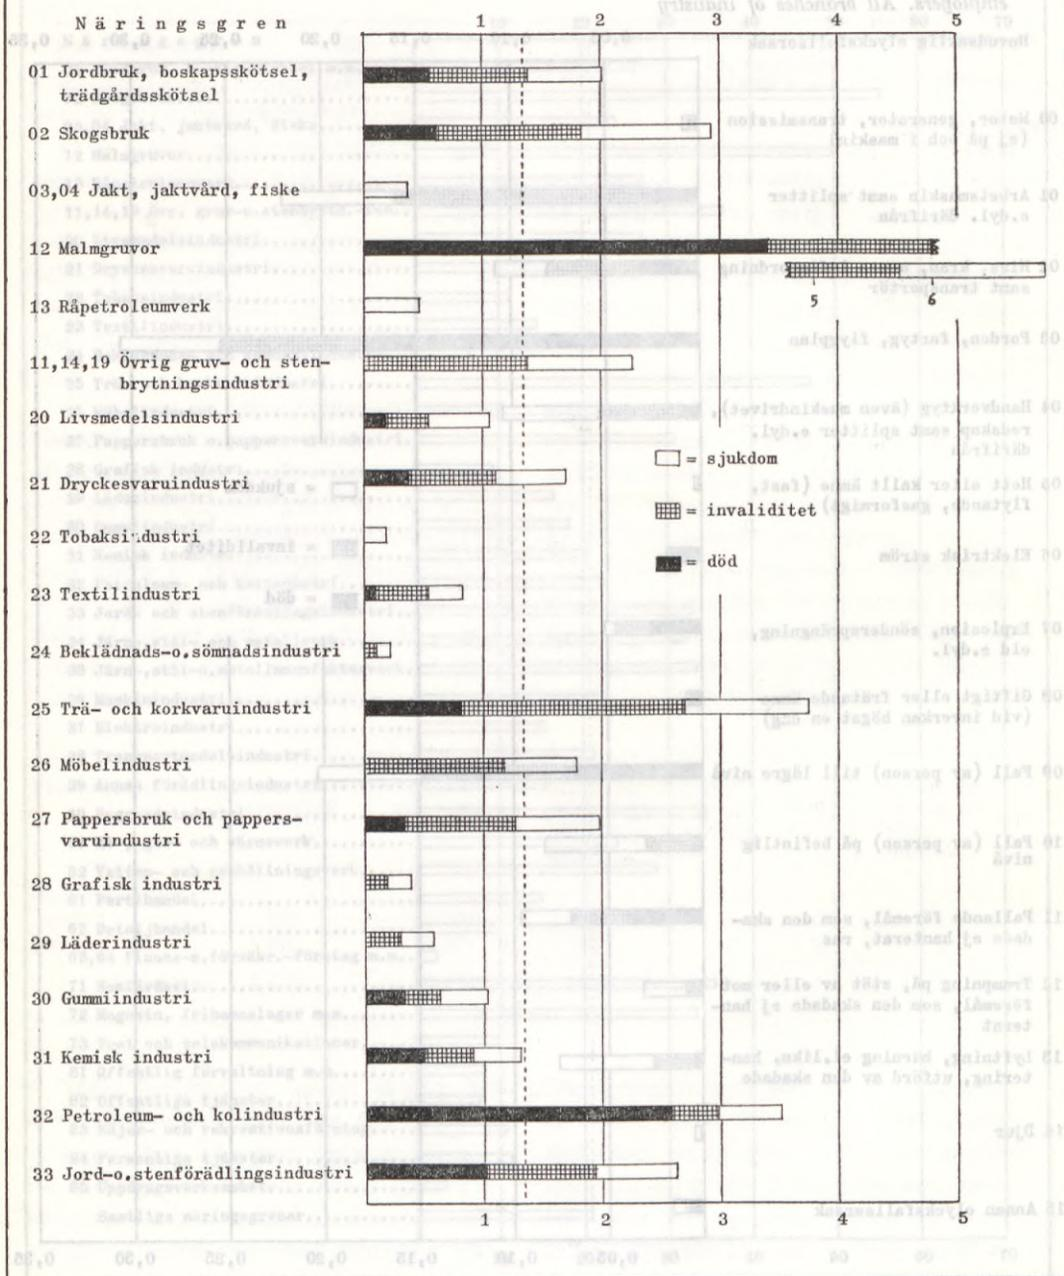 Näringsgren 1 2 3 4 5
01 Jordbruk, boskapsskötsel,
trädgårdsskötsel
02 Skogsbruk
03,04 Jakt, jaktvård, fiske
12 Malmgruvor
5 6
13 Råpetroleumverk
11,14,19 Övrig gruv- och sten-
brytningsindustri
20 Livsmedelsindustri
= sjukdom
21 Dryckesvaruindustri
= invaliditet
22 Tobaksindustri
= död
23 Textilindustri
24 Beklädnads-o.sömnadsindustri
25 Trä- och korkvaruindustri
26 Möbelindustri
27 Pappersbruk och pappers-
varuindustri
28 Grafisk industri
29 Läderindustri
30 Gummiindustri
31 Kemisk industri
32 Petroleum- och kolindustri
33 Jord-o.stenförädlingsindustri
1 2 3 4 5